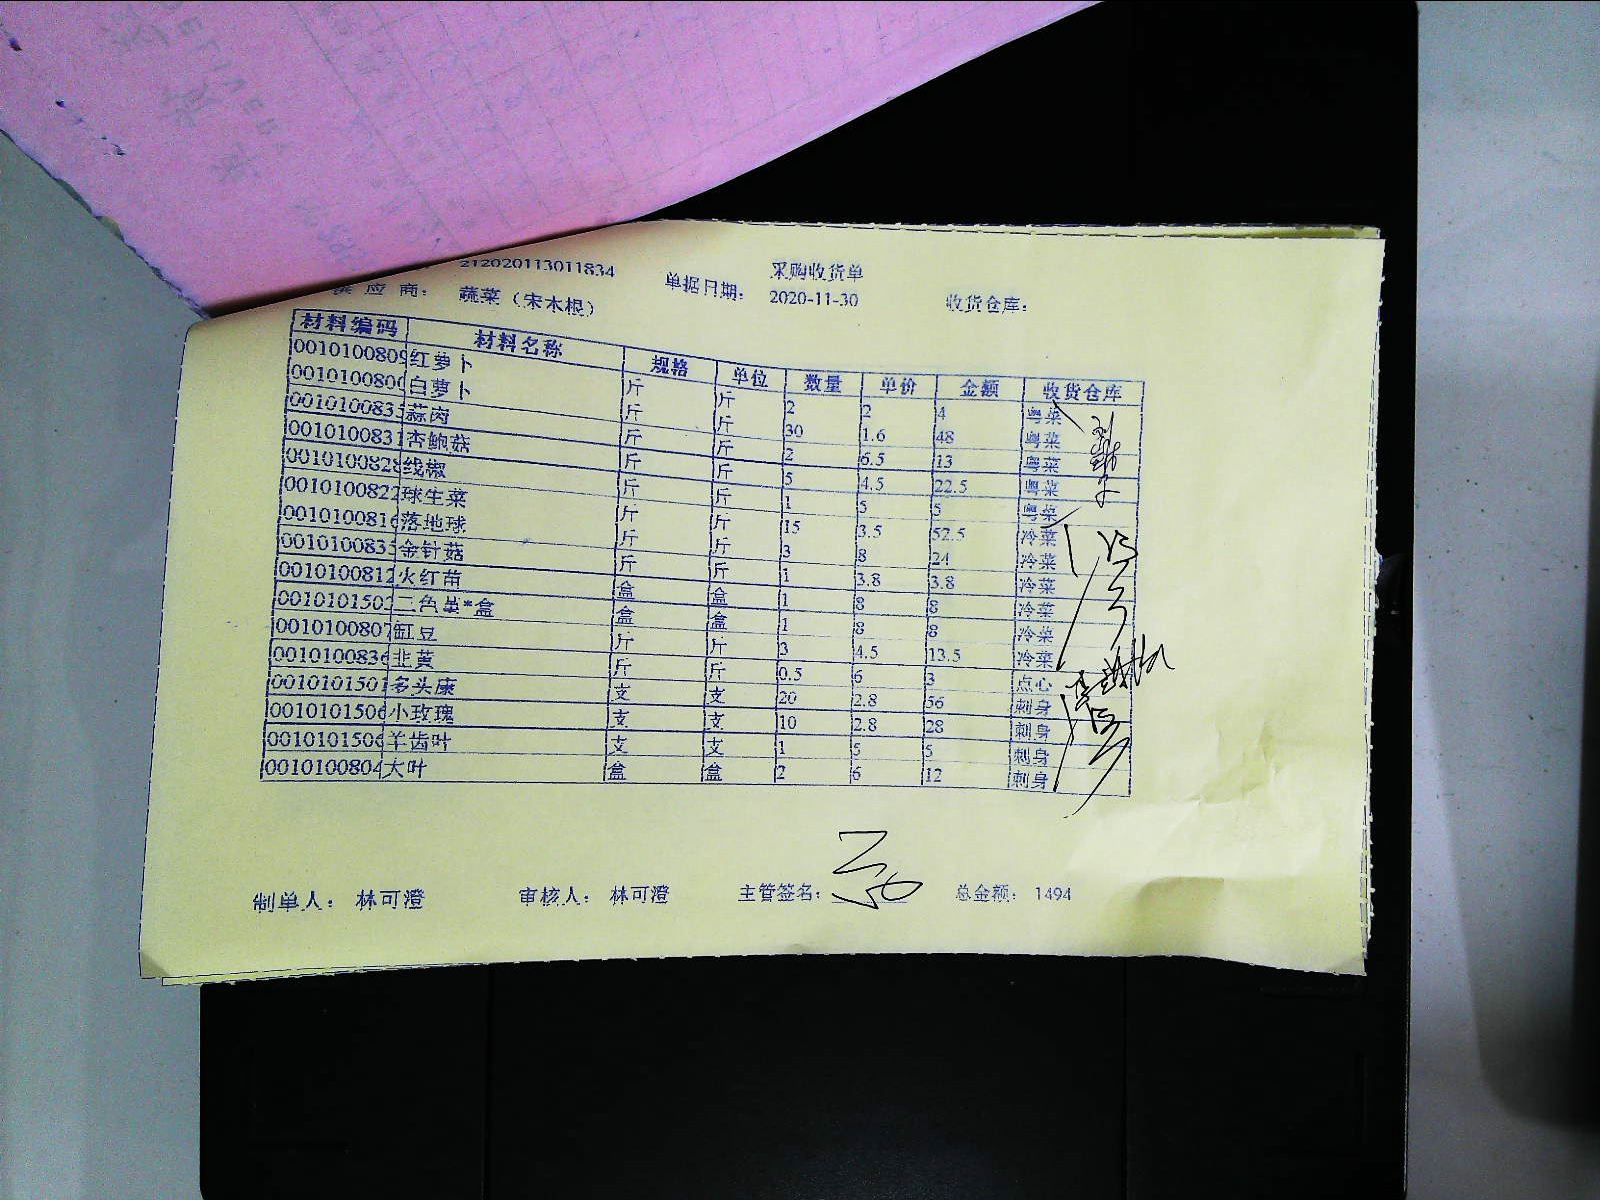 采购收货单
212020113011834 单据日期: 2020-11-30 收货仓库:
供应商: 蔬菜（宋木根）
材料编码 材料名称 规格 单位 数量 单价 金额 收货仓库
0010100809 红萝卜 斤 斤 2 2 4 粤菜
001010080 白萝卜 斤 斤 30 1.6 48 粤菜
001010083 蒜肉 斤 斤 2 6.5 13 粤菜
0010100831 杏鲍菇 斤 斤 5 4.5 22.5 粤菜
0010100828 线椒 斤 斤 1 5 5 粤菜
0010100822 球生菜 斤 斤 15 3.5 52.5 冷菜
0010100816 落地球 斤 斤 3 8 24 冷菜
001010083 金针菇 斤 斤 1 3.8 3.8 冷菜
0010100812 火红苗 盒 盒 1 8 8 冷菜
001010150 三色堇*盒 盒 盒 1 8 8 冷菜
0010100807 缸豆 斤 斤 3 4.5 13.5 冷菜
0010100836 韭黄 斤 斤 0.5 6 3 点心
0010101501 多头康 支 支 20 2.8 56 刺身
0010101506 小玫瑰 支 支 10 2.8 28 刺身
0010101506 羊齿叶 支 支 1 5 5 刺身
0010100804 大叶 盒 盒 2 6 12 刺身
制单人: 林可澄 审核人: 林可澄 主管签名: 总金额: 1494